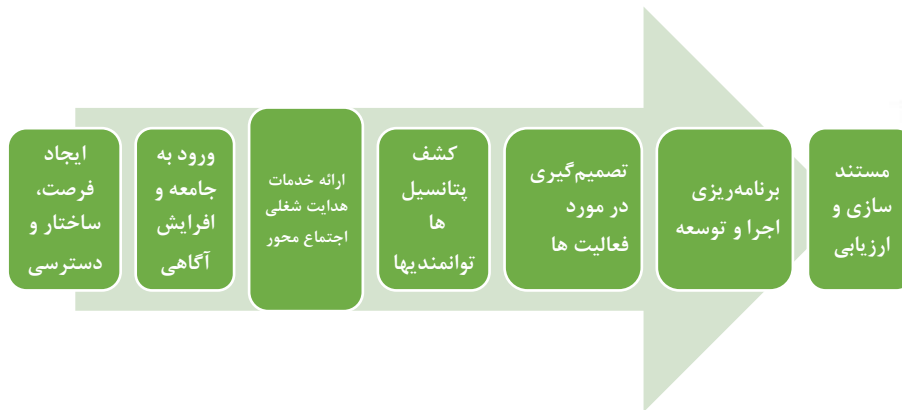 ایجاد
فرصت،
ساختار و
دسترسی
ورود به
جامعه و
افرایش
آگاهی
ارائه خدمات
هدایت شغلی
اجتماع محور
کشف
پتانسیل
ها
توانمندیها
تصمیم‌گیری
در مورد
فعالیت ها
برنامه‌ریزی
اجرا و توسعه
مستند
سازی و
ارزیابی